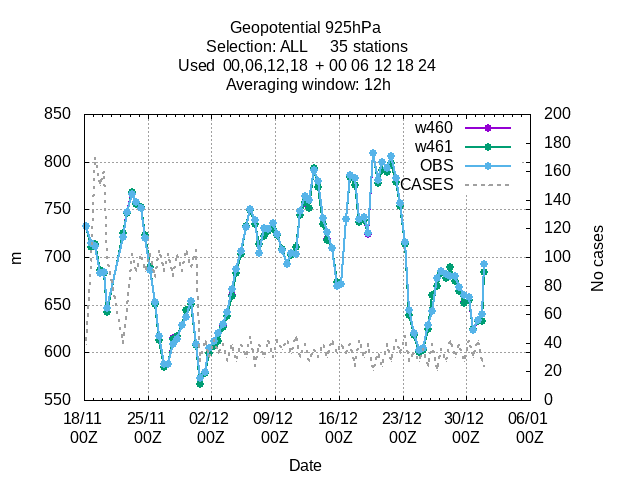 Geopotential 925hPa
Selection: ALL 35 stations
Used 00,06,12,18 + 00 06 12 18 24
Averaging window: 12h
850 200
w460 180
w461
800 160
OBS
CASES 140
750 120
700 100
m
No cases
650 80
60
600 40
20
550 0
18/11 25/11 02/12 09/12 16/12 23/12 30/12 06/01
00Z 00Z 00Z 00Z 00Z 00Z 00Z 00Z
Date